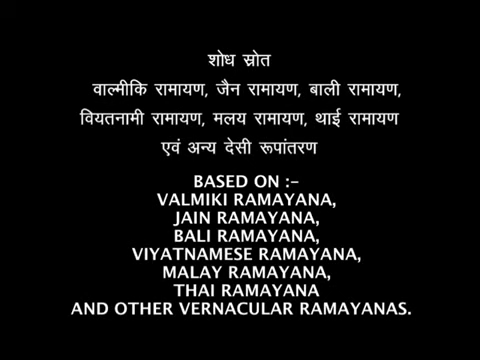 शोध स्रोत
वाल्मीकि रामायण, जैन रामायण, बाली रामायण,
वियतनामी रामायण, मलय रामायण, थाई रामायण
एवं अन्य देसी रूपांतरण
BASED ON :-
VALMIKI RAMAYANA,
JAIN RAMAYANA,
BALI RAMAYANA,
VIYATNAMESE RAMAYANA,
MALAY RAMAYANA,
THAI RAMAYANA
AND OTHER VERNACULAR RAMAYANAS.